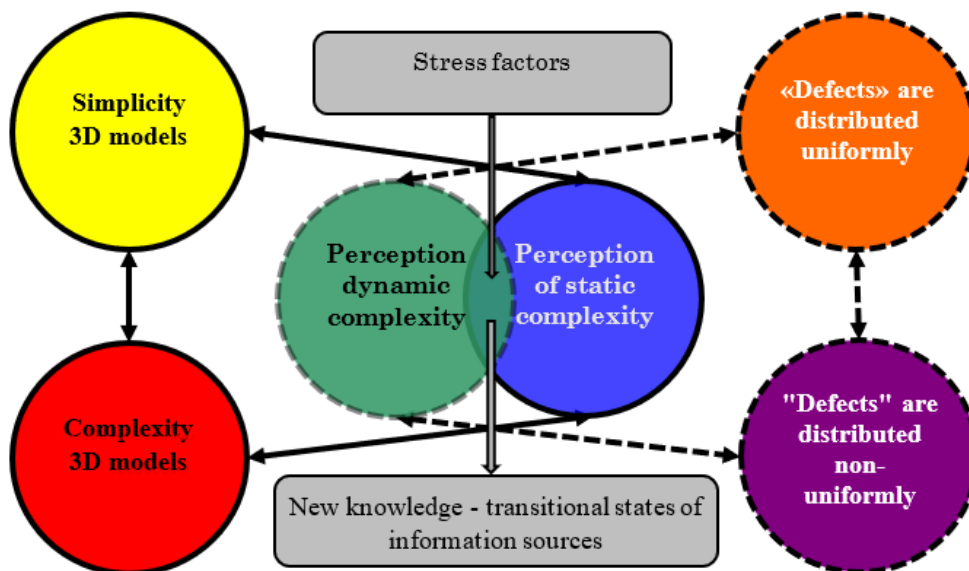 Stress factors
Simplicity
3D models
«Defects» are
distributed
uniformly
Perception
dynamic
complexity
Perception
of static
complexity
Complexity
3D models
"Defects" are
distributed
non-
uniformly
New knowledge - transitional states of
information sources